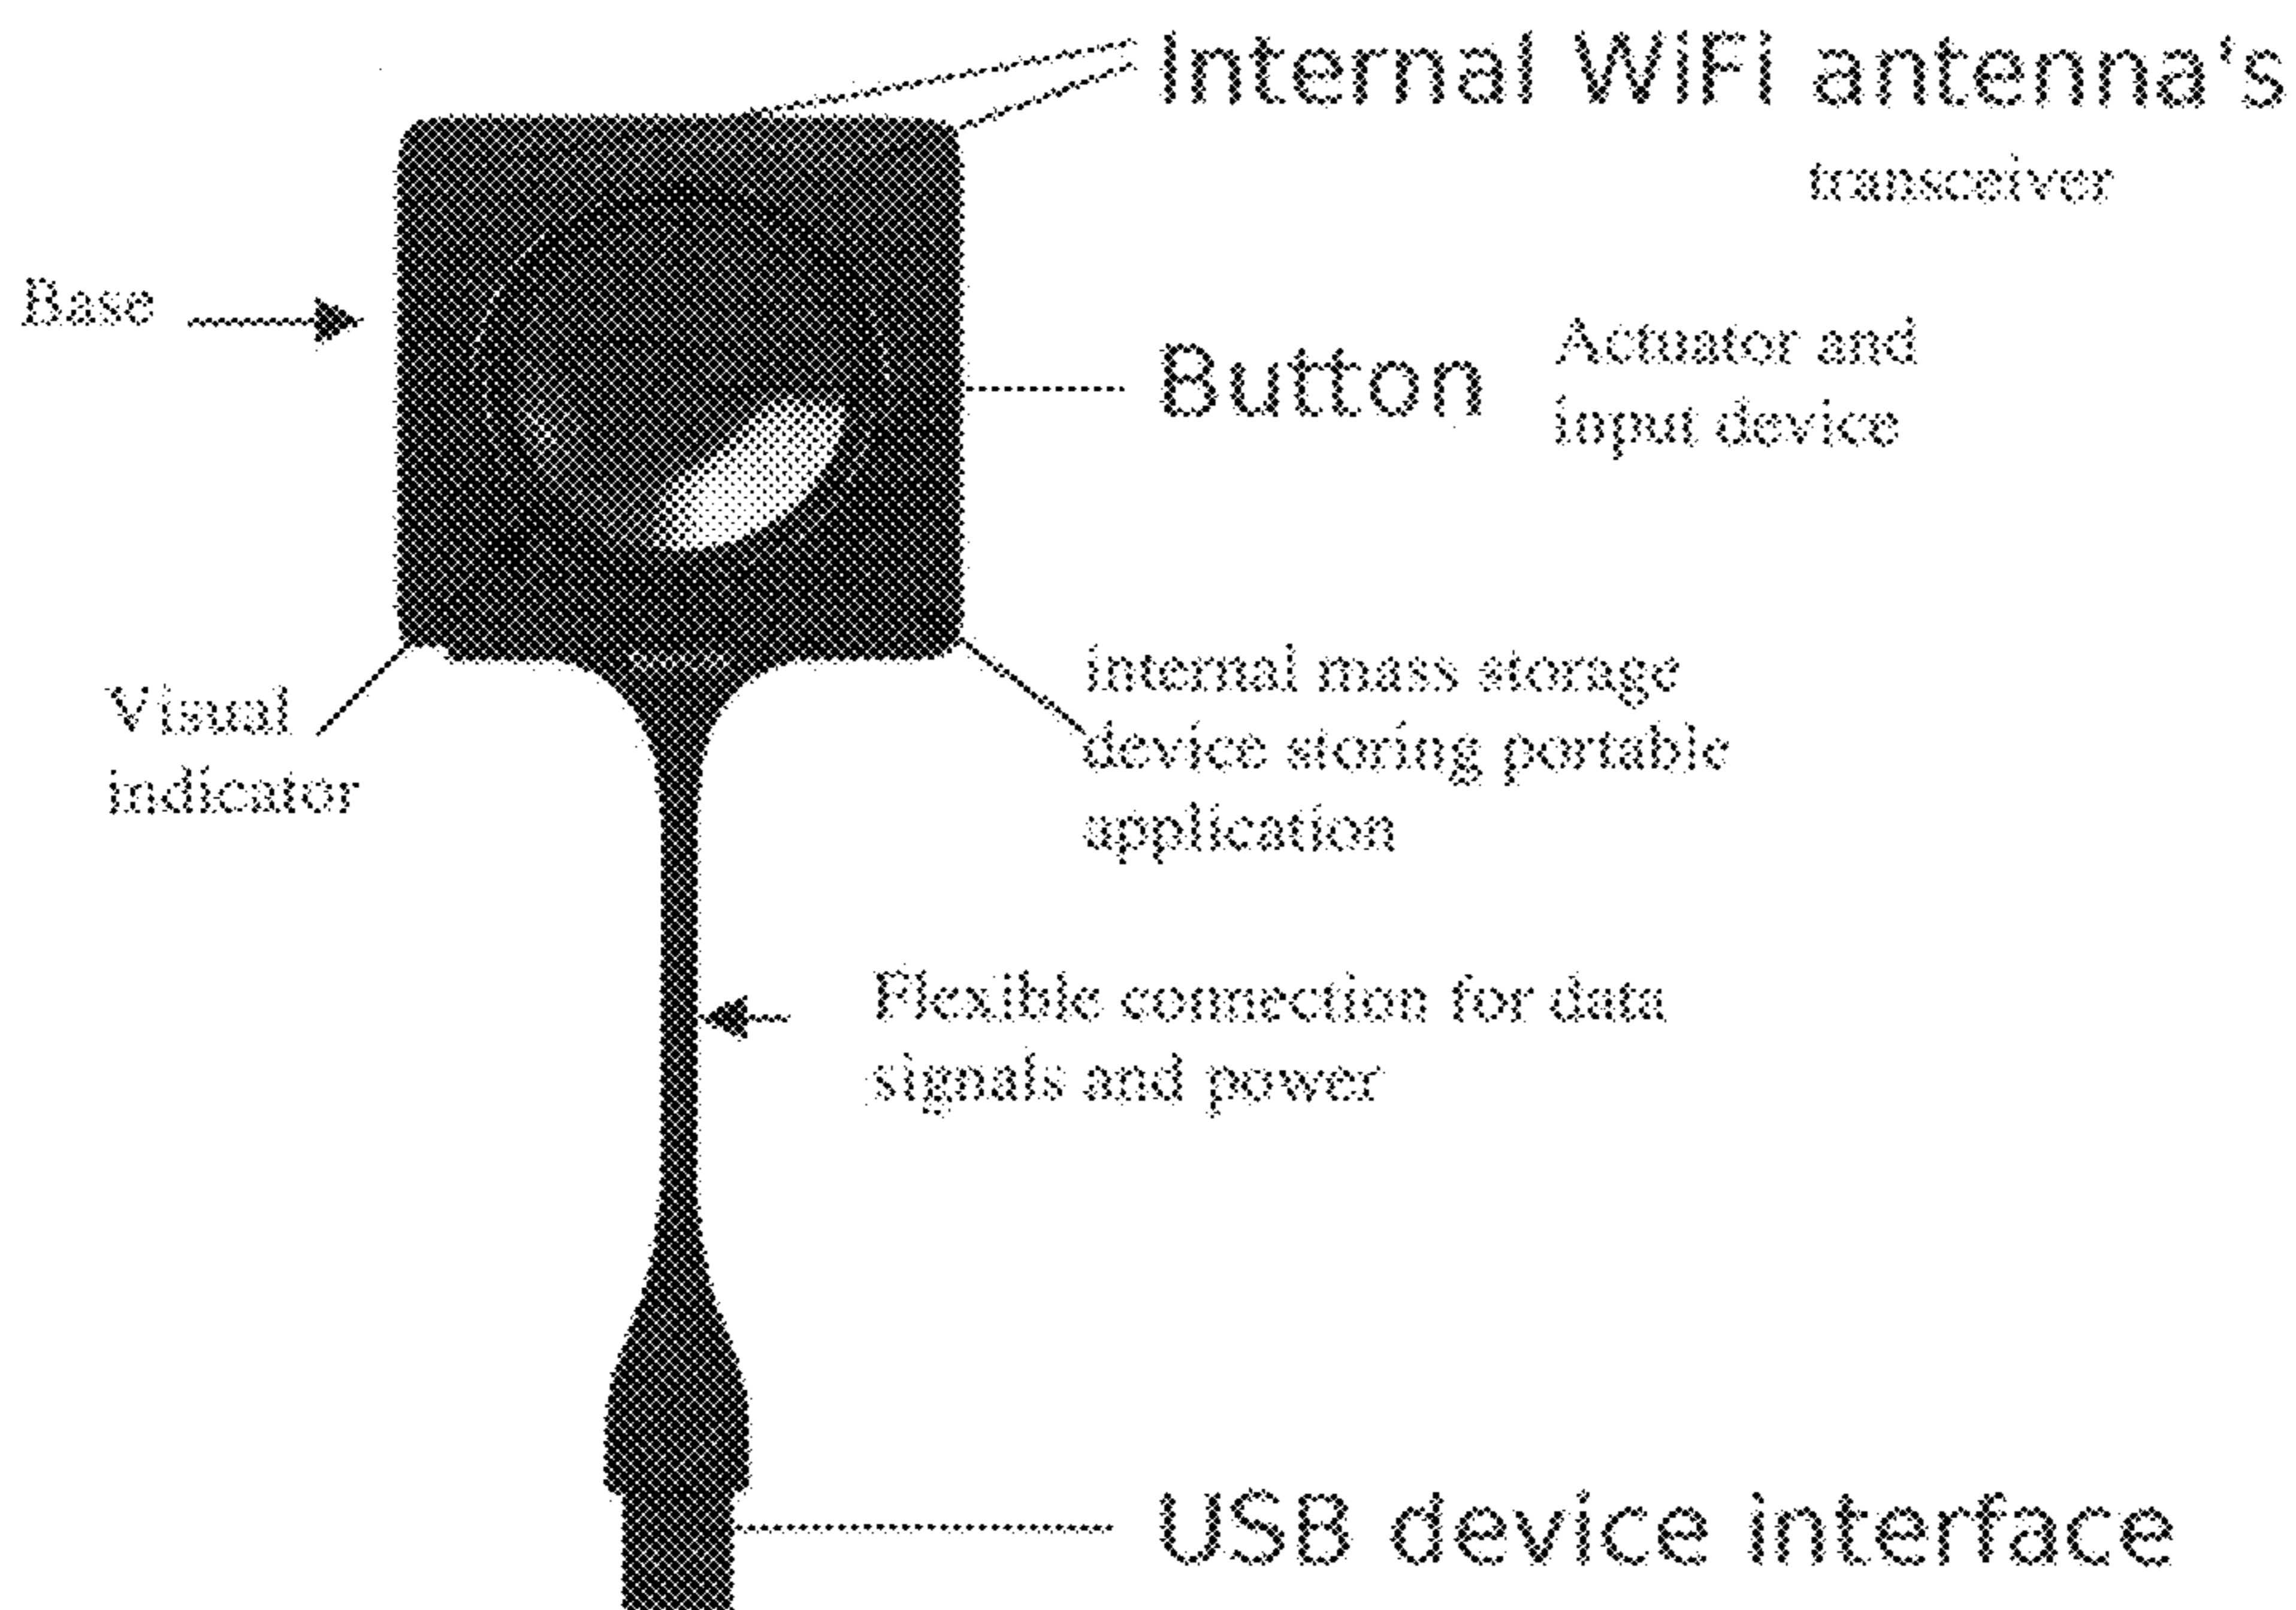 Internal WiFi antenna's
transceiver
Base
Button
Actuator and
input device
Visual
indicator
internal mass storage
device storing portable
application
Flexible connection for data
signals and power
USB device interface